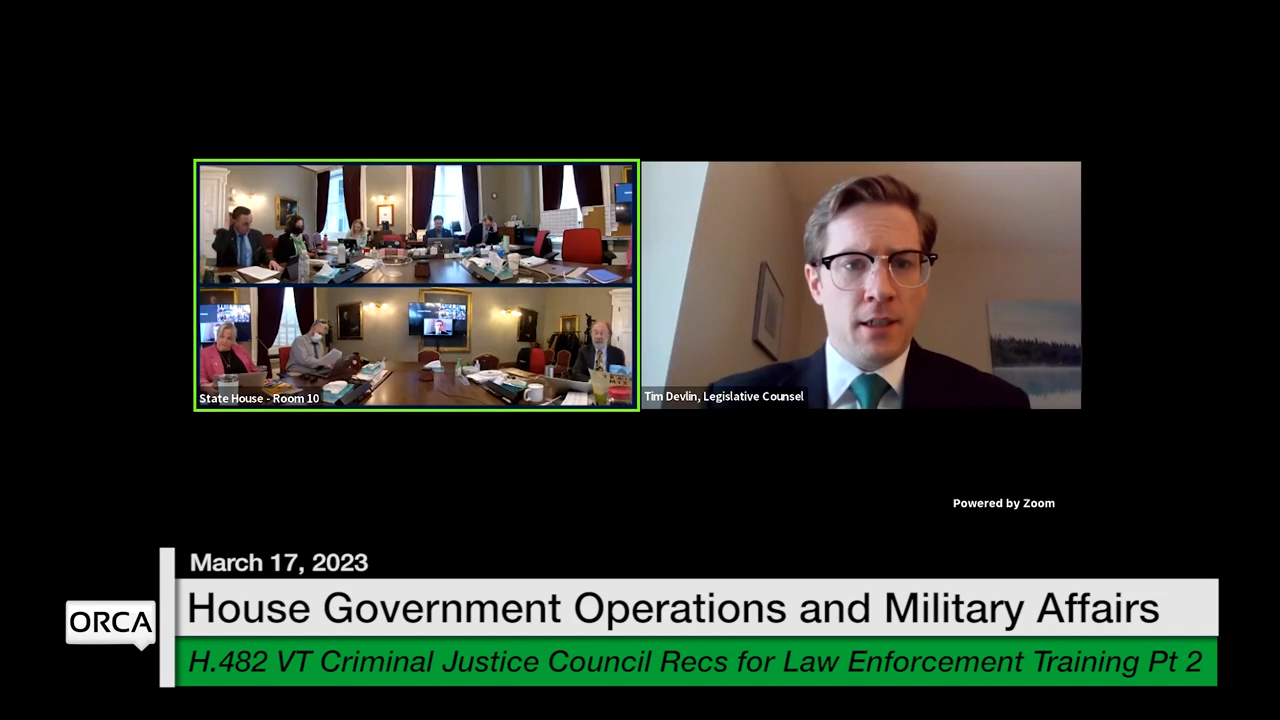 State House - Room 10
Tim Devlin, Legislative Counsel
Powered by Zoom
March 17, 2023
ORCA
House Government Operations and Military Affairs
H.482 VT Criminal Justice Council Recs for Law Enforcement Training Pt 2